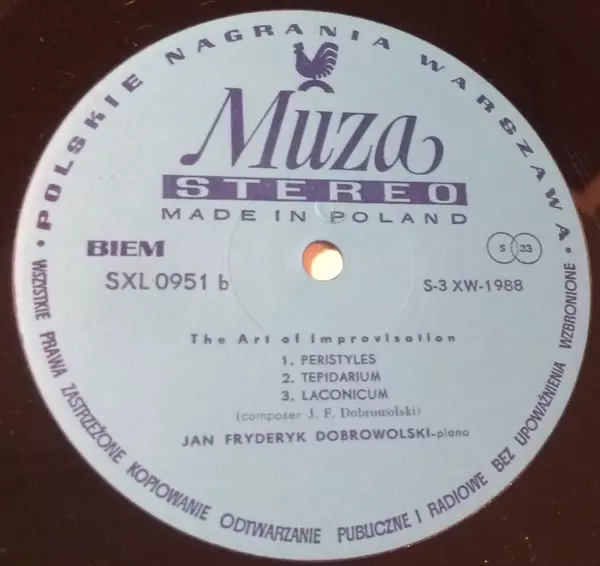 • POLSKIE NAGRANIA WARSZAWA •
Muza
STEREO
MADE IN POLAND
BIEM
S 33
SXL 0951 b
S-3 XW-1988
The Art of Improvisation
1. PERISTYLES
2. TEPIDARIUM
3. LACONICUM
(composer J. F. Dobrowolski)
JAN FRYDERYK DOBROWOLSKI-piano
WSZYSTKIE PRAWA ZASTRZEŻONE KOPIOWANIE ODTWARZANIE PUBLICZNE I RADIOWE BEZ UPOWAŻNIENIA WZBRONIONE